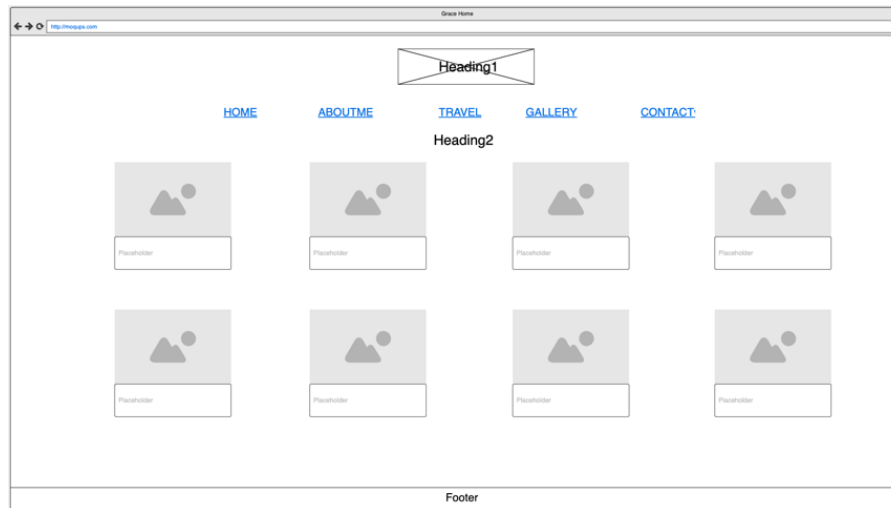 Grace Home
http://moqups.com
Heading1
HOME ABOUTME TRAVEL GALLERY CONTACT
Heading2
Placeholder Placeholder Placeholder Placeholder
Placeholder Placeholder Placeholder Placeholder
Footer